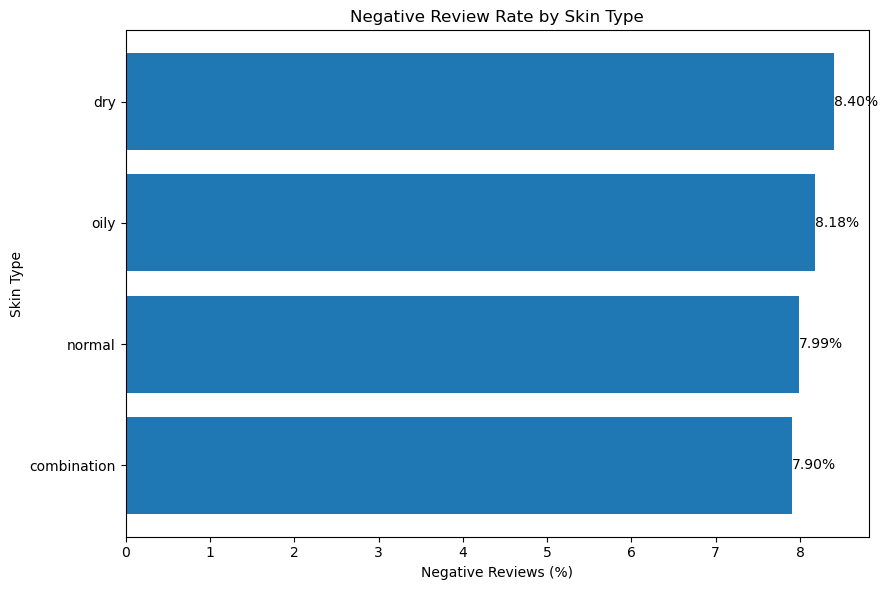 Negative Review Rate by Skin Type
dry
8.40%
oily
8.18%
normal
7.99%
combination
7.90%
Skin Type
0 1 2 3 4 5 6 7 8
Negative Reviews (%)